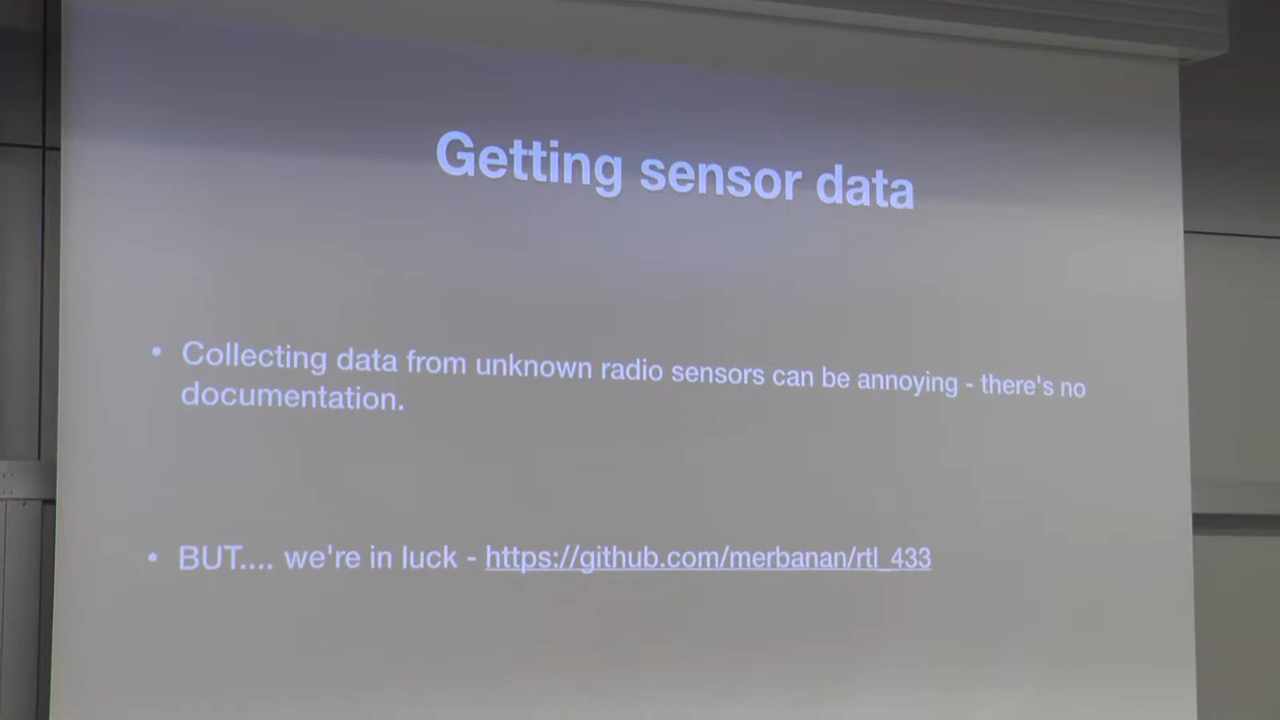 Getting sensor data
• Collecting data from unknown radio sensors can be annoying - there's no
documentation.
• BUT.... we're in luck - https://github.com/merbanan/rtl_433